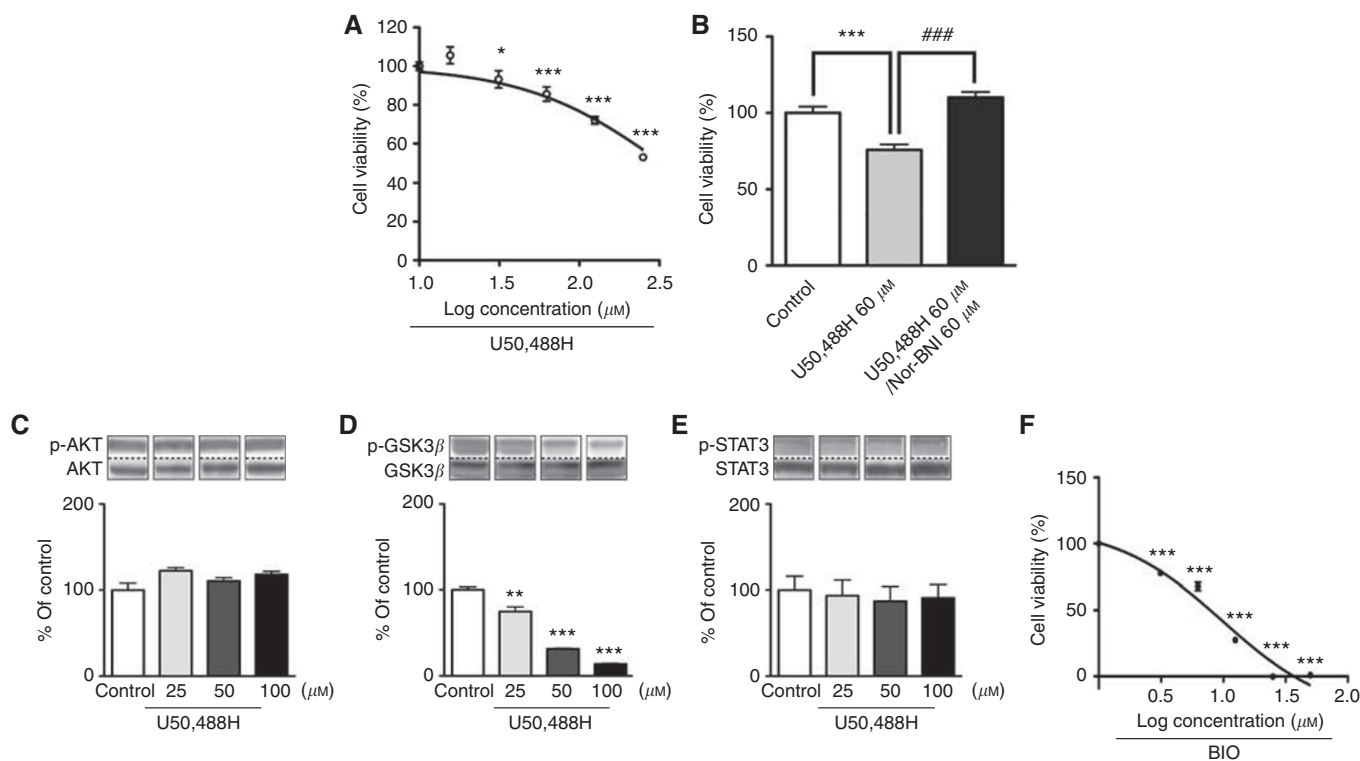 A
120
100
80
60
40
20
0
Cell viability (%)
*
***
***
***
1.0 1.5 2.0 2.5
Log concentration (μM)
U50,488H
B
150
100
50
0
Cell viability (%)
***
###
Control
U50,488H 60 μM
U50,488H 60 μM
/Nor-BNI 60 μM
C
p-AKT
AKT
200
100
0
% Of control
Control 25 50 100 (μM)
U50,488H
D
p-GSK3β
GSK3β
200
100
0
% Of control
**
***
***
Control 25 50 100 (μM)
U50,488H
E
p-STAT3
STAT3
200
100
0
% Of control
Control 25 50 100 (μM)
U50,488H
F
150
100
50
0
Cell viability (%)
***
***
***
***
***
0.5 1.0 1.5 2.0
Log concentration (μM)
BIO